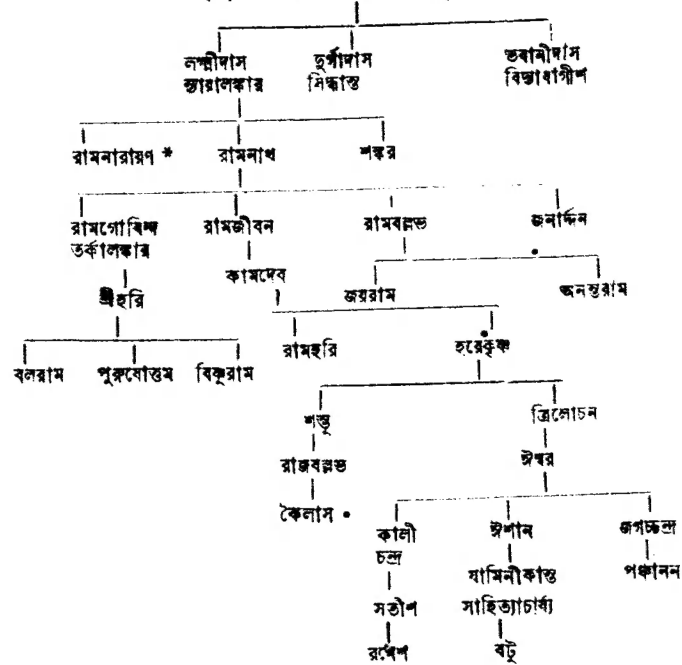 লক্ষ্মীদাস দুর্গাদাস ভবানীদাস
ন্যায়ালঙ্কার সিদ্ধান্ত বিদ্যাবাগীশ
রামনারায়ণ * রামনাথ শঙ্কর
রামগোবিন্দ রামজীবন রামবল্লভ জনার্দ্দন
তর্কালঙ্কার
কামদেব
শ্রীহরি জয়রাম অনন্তরাম
রামহরি হরেকৃষ্ণ
বলরাম পুরুষোত্তম বিষ্ণুরাম
শম্ভু ত্রিলোচন
রাজবল্লভ ঈশ্বর
কৈলাস
কালী ঈশান জগচ্চন্দ্র
চন্দ্র
যামিনীকান্ত পঞ্চানন
সতীশ সাহিত্যাচার্য্য
রমেশ বটু